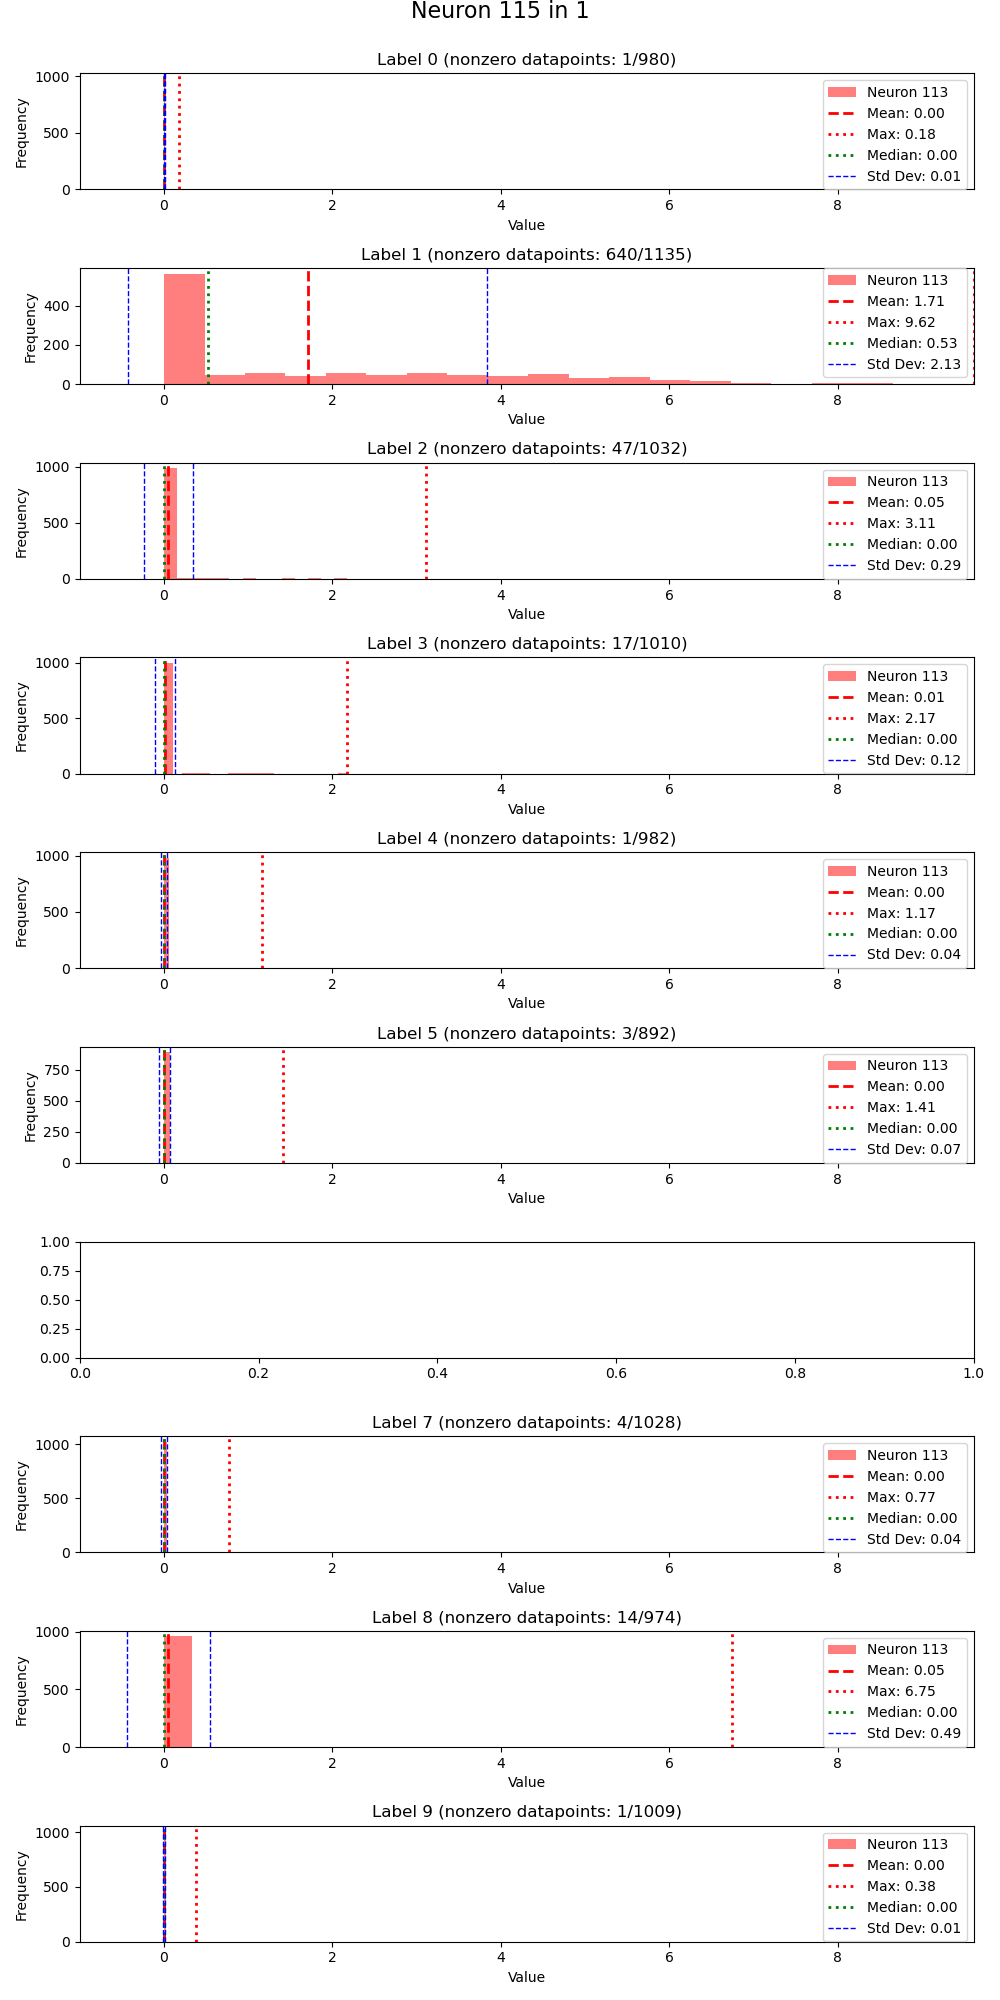 Neuron 115 in 1
Label 0 (nonzero datapoints: 1/980)
Frequency
1000
500
0
Neuron 113
Mean: 0.00
Max: 0.18
Median: 0.00
Std Dev: 0.01
0 2 4 6 8
Value
Label 1 (nonzero datapoints: 640/1135)
Frequency
400
200
0
Neuron 113
Mean: 1.71
Max: 9.62
Median: 0.53
Std Dev: 2.13
0 2 4 6 8
Value
Label 2 (nonzero datapoints: 47/1032)
Frequency
1000
500
0
Neuron 113
Mean: 0.05
Max: 3.11
Median: 0.00
Std Dev: 0.29
0 2 4 6 8
Value
Label 3 (nonzero datapoints: 17/1010)
Frequency
1000
500
0
Neuron 113
Mean: 0.01
Max: 2.17
Median: 0.00
Std Dev: 0.12
0 2 4 6 8
Value
Label 4 (nonzero datapoints: 1/982)
Frequency
1000
500
0
Neuron 113
Mean: 0.00
Max: 1.17
Median: 0.00
Std Dev: 0.04
0 2 4 6 8
Value
Label 5 (nonzero datapoints: 3/892)
Frequency
750
500
250
0
Neuron 113
Mean: 0.00
Max: 1.41
Median: 0.00
Std Dev: 0.07
0 2 4 6 8
Value
1.00
0.75
0.50
0.25
0.00
0.0 0.2 0.4 0.6 0.8 1.0
Label 7 (nonzero datapoints: 4/1028)
Frequency
1000
500
0
Neuron 113
Mean: 0.00
Max: 0.77
Median: 0.00
Std Dev: 0.04
0 2 4 6 8
Value
Label 8 (nonzero datapoints: 14/974)
Frequency
1000
500
0
Neuron 113
Mean: 0.05
Max: 6.75
Median: 0.00
Std Dev: 0.49
0 2 4 6 8
Value
Label 9 (nonzero datapoints: 1/1009)
Frequency
1000
500
0
Neuron 113
Mean: 0.00
Max: 0.38
Median: 0.00
Std Dev: 0.01
0 2 4 6 8
Value